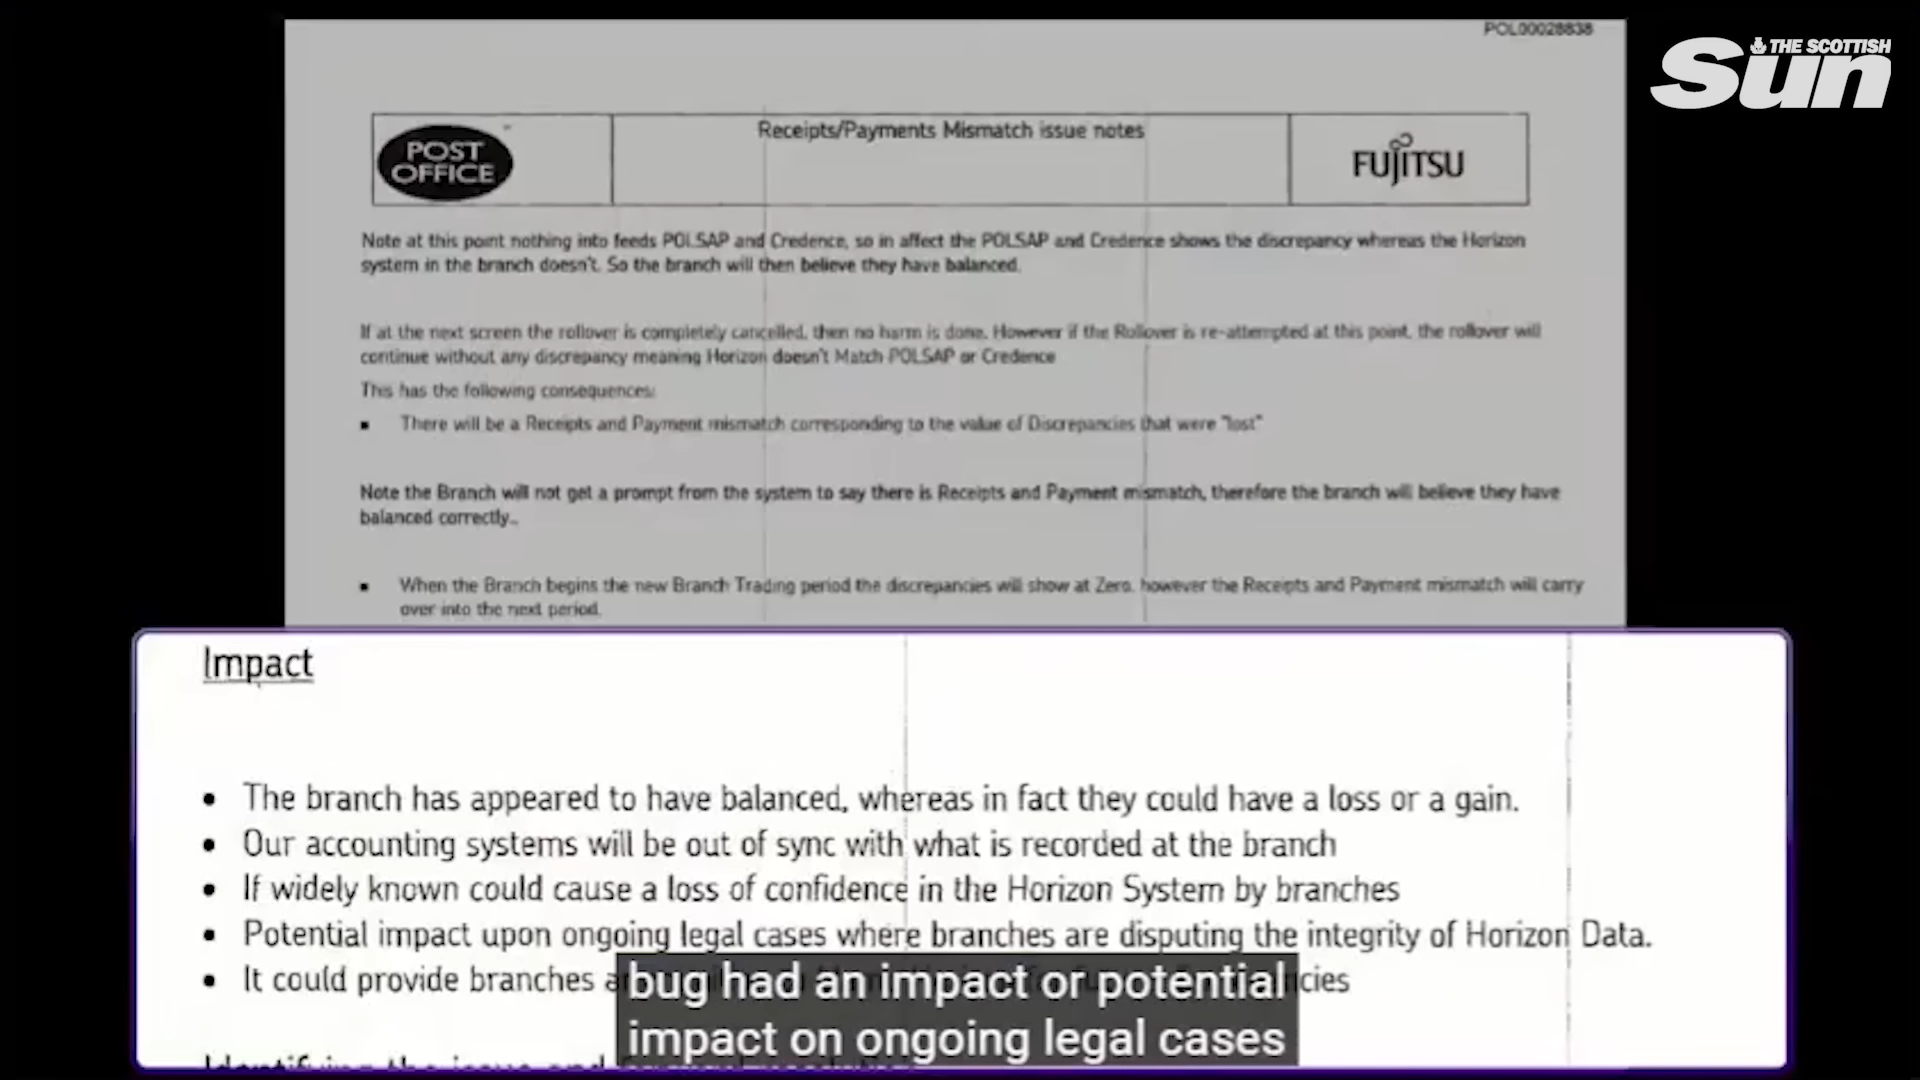 POL00028838
THE SCOTTISH
Sun
POST
OFFICE
Receipts/Payments Mismatch issue notes
FUJITSU
Note at this point nothing into feeds POLSAP and Credence, so in affect the POLSAP and Credence shows the discrepancy whereas the Horizon
system in the branch doesn't. So the branch will then believe they have balanced.
If at the next screen the rollover is completely cancelled, then no harm is done. However if the Rollover is re-attempted at this point, the rollover will
continue without any discrepancy meaning Horizon doesn't Match POLSAP or Credence
This has the following consequences:
▪ There will be a Receipts and Payment mismatch corresponding to the value of Discrepancies that were "lost"
Note the Branch will not get a prompt from the system to say there is Receipts and Payment mismatch, therefore the branch will believe they have
balanced correctly..
▪ When the Branch begins the new Branch Trading period the discrepancies will show at Zero, however the Receipts and Payment mismatch will carry
over into the next period.
Impact
• The branch has appeared to have balanced, whereas in fact they could have a loss or a gain.
• Our accounting systems will be out of sync with what is recorded at the branch
• If widely known could cause a loss of confidence in the Horizon System by branches
• Potential impact upon ongoing legal cases where branches are disputing the integrity of Horizon Data.
• It could provide branches
bug had an impact or potential
impact on ongoing legal cases
Identifying the issue and